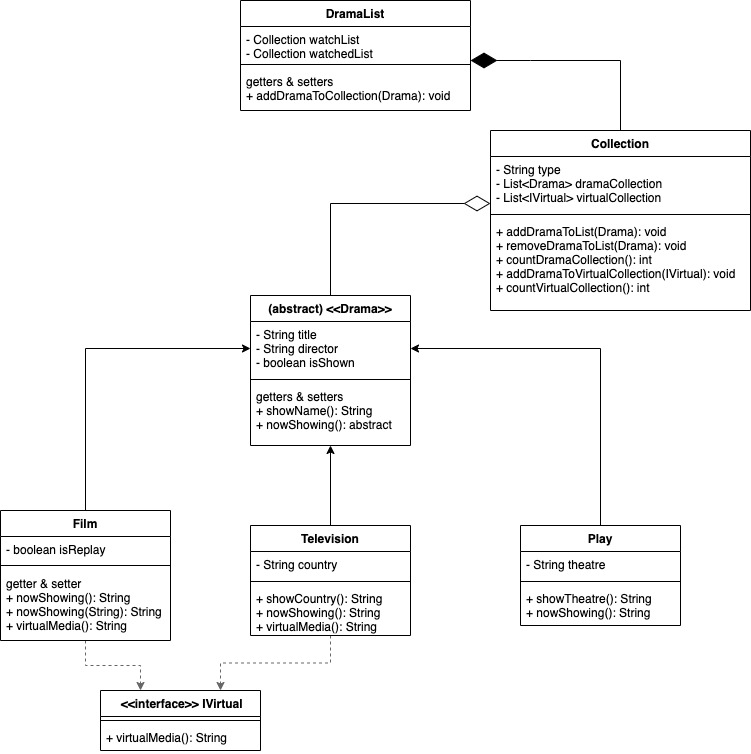 DramaList
- Collection watchList
- Collection watchedList
getters & setters
+ addDramaToCollection(Drama): void
Collection
- String type
- List<Drama> dramaCollection
- List<IVirtual> virtualCollection
+ addDramaToList(Drama): void
+ removeDramaToList(Drama): void
+ countDramaCollection(): int
+ addDramaToVirtualCollection(IVirtual): void
+ countVirtualCollection(): int
(abstract) <<Drama>>
- String title
- String director
- boolean isShown
getters & setters
+ showName(): String
+ nowShowing(): abstract
Film
- boolean isReplay
getter & setter
+ nowShowing(): String
+ nowShowing(String): String
+ virtualMedia(): String
Television
- String country
+ showCountry(): String
+ nowShowing(): String
+ virtualMedia(): String
Play
- String theatre
+ showTheatre(): String
+ nowShowing(): String
<<interface>> IVirtual
+ virtualMedia(): String